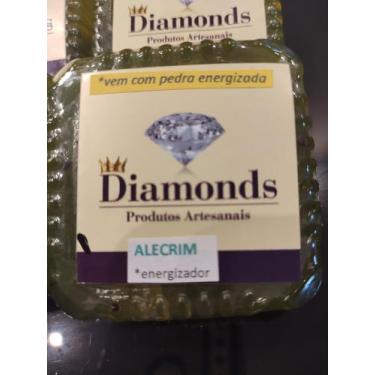 Diamonds
Produtos Artesanais
*vem com pedra energizada
Diamonds
Produtos Artesanais
ALECRIM
*energizador